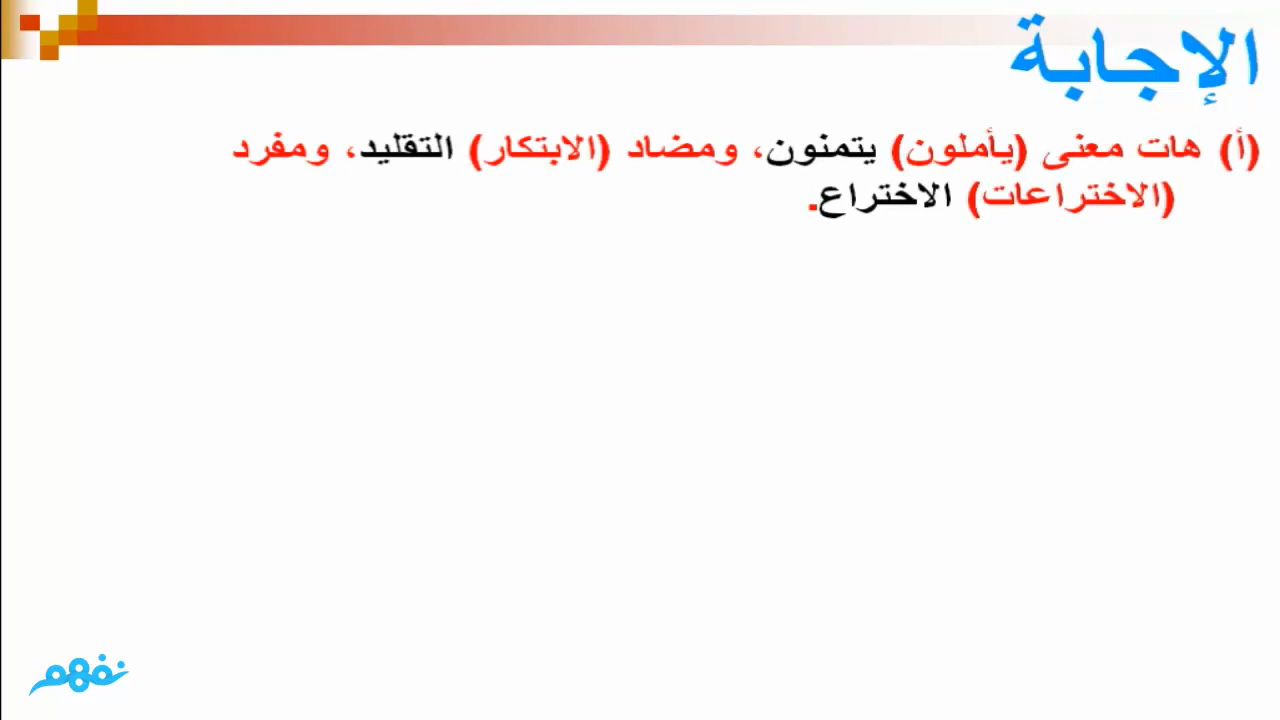 الإجابة
(أ) هات معنى (يأملون) يتمنون، ومضاد (الابتكار) التقليد، ومفرد
(الاختراعات) الاختراع.
نفهم